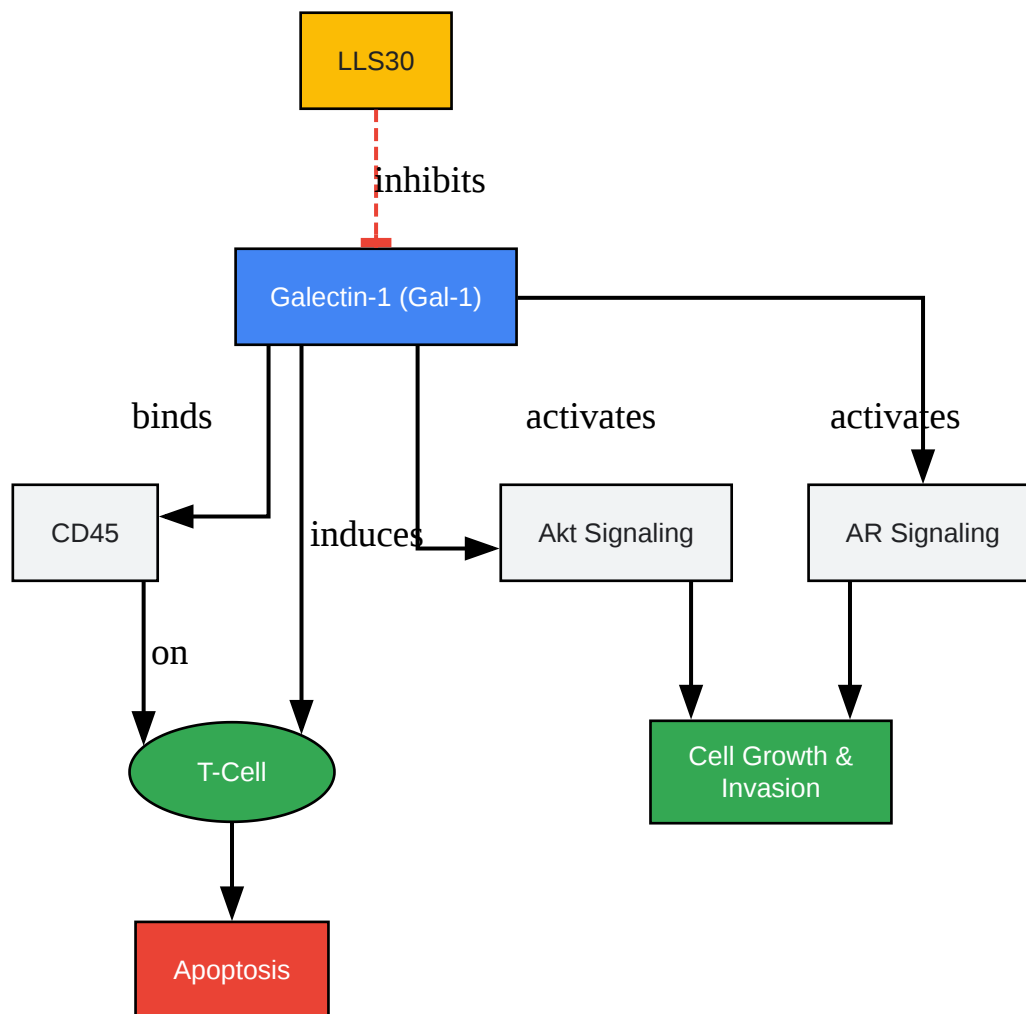 LLS30
inhibits
Galectin-1 (Gal-1)
binds
activates
activates
CD45
induces
Akt Signaling
AR Signaling
on
T-Cell
Cell Growth &
Invasion
Apoptosis